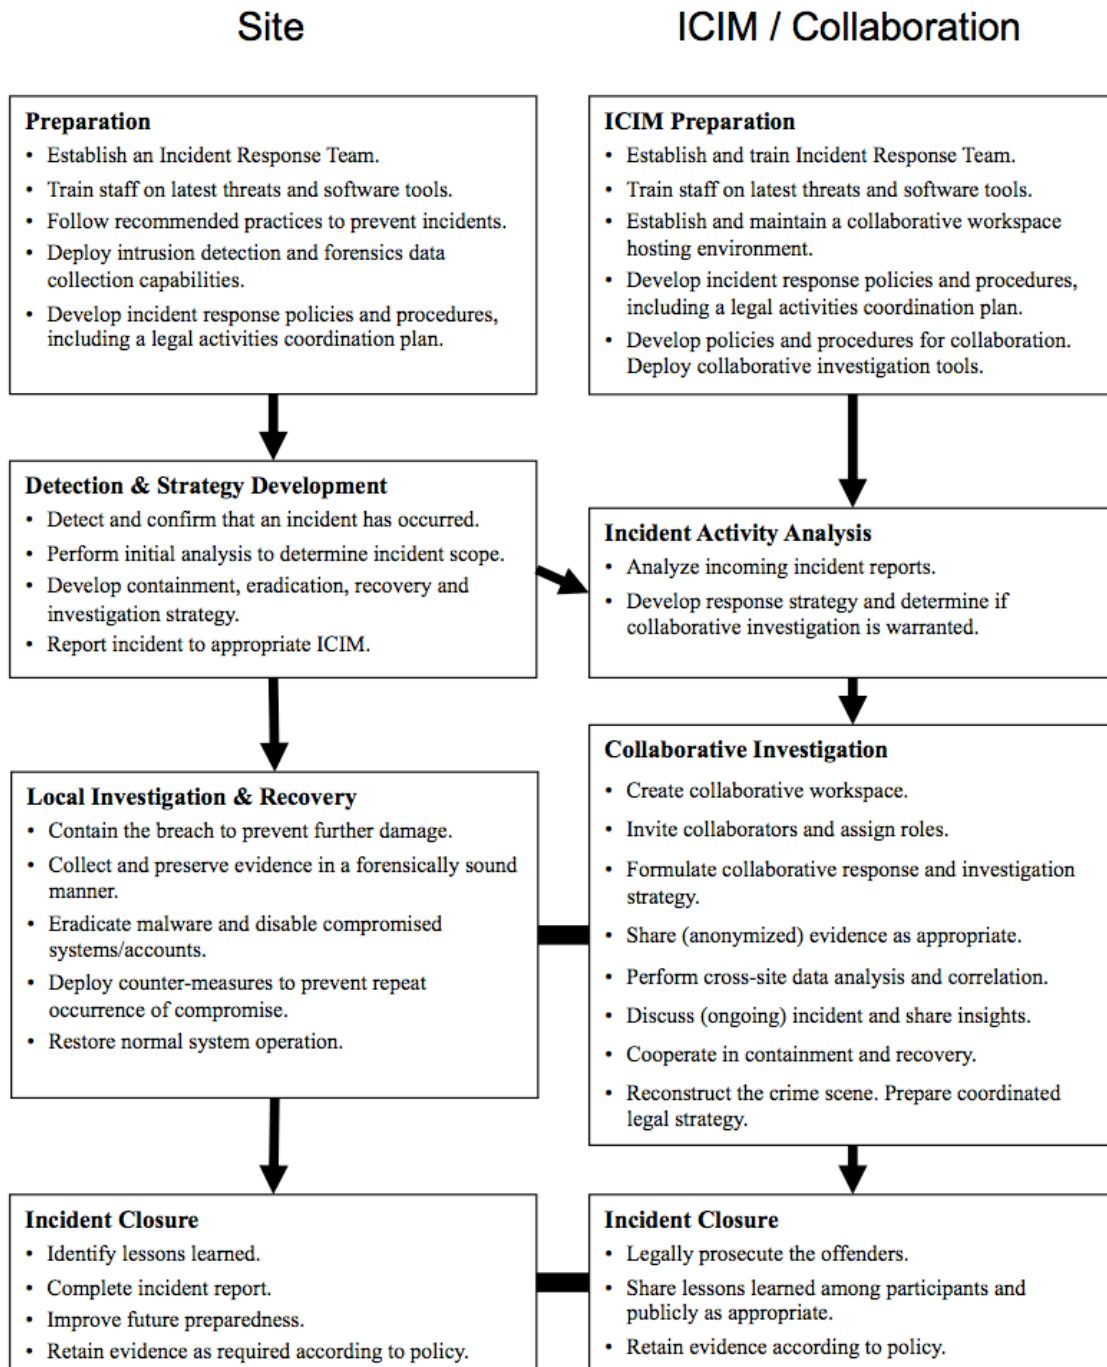 Site
ICIM / Collaboration
Preparation
• Establish an Incident Response Team.
• Train staff on latest threats and software tools.
• Follow recommended practices to prevent incidents.
• Deploy intrusion detection and forensics data
collection capabilities.
• Develop incident response policies and procedures,
including a legal activities coordination plan.
ICIM Preparation
• Establish and train Incident Response Team.
• Train staff on latest threats and software tools.
• Establish and maintain a collaborative workspace
hosting environment.
• Develop incident response policies and procedures,
including a legal activities coordination plan.
• Develop policies and procedures for collaboration.
Deploy collaborative investigation tools.
Detection & Strategy Development
• Detect and confirm that an incident has occurred.
• Perform initial analysis to determine incident scope.
• Develop containment, eradication, recovery and
investigation strategy.
• Report incident to appropriate ICIM.
Incident Activity Analysis
• Analyze incoming incident reports.
• Develop response strategy and determine if
collaborative investigation is warranted.
Local Investigation & Recovery
• Contain the breach to prevent further damage.
• Collect and preserve evidence in a forensically sound
manner.
• Eradicate malware and disable compromised
systems/accounts.
• Deploy counter-measures to prevent repeat
occurrence of compromise.
• Restore normal system operation.
Collaborative Investigation
• Create collaborative workspace.
• Invite collaborators and assign roles.
• Formulate collaborative response and investigation
strategy.
• Share (anonymized) evidence as appropriate.
• Perform cross-site data analysis and correlation.
• Discuss (ongoing) incident and share insights.
• Cooperate in containment and recovery.
• Reconstruct the crime scene. Prepare coordinated
legal strategy.
Incident Closure
• Identify lessons learned.
• Complete incident report.
• Improve future preparedness.
• Retain evidence as required according to policy.
Incident Closure
• Legally prosecute the offenders.
• Share lessons learned among participants and
publicly as appropriate.
• Retain evidence according to policy.